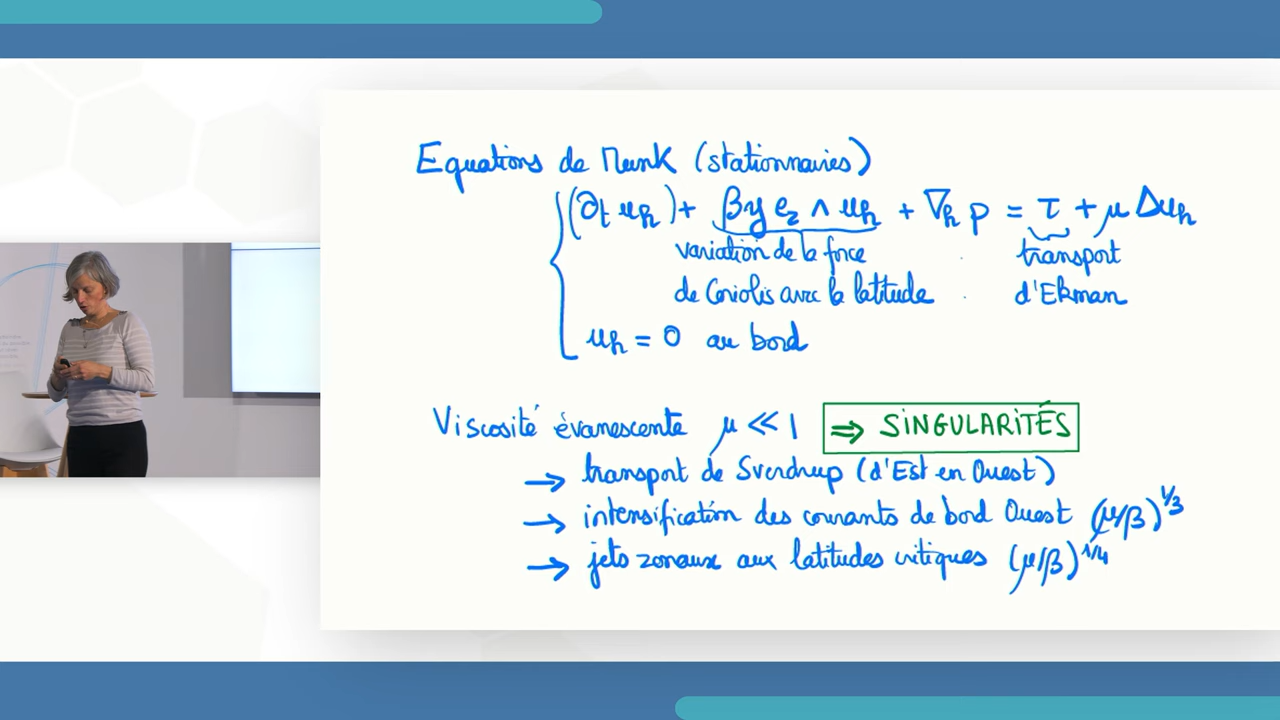 Equations de Munk (stationnaires)
(∂t uh) + βy ez ∧ uh + ∇h p = τ + μ Δuh
variation de la force transport
de Coriolis avec la latitude d'Ekman
uh = 0 au bord
Viscosité évanescente μ ≪ 1 ⇒ SINGULARITÉS
→ transport de Sverdrup (d'Est en Ouest)
→ intensification des courants de bord Ouest (μ/β)^1/3
→ jets zonaux aux latitudes critiques (μ/β)^1/4